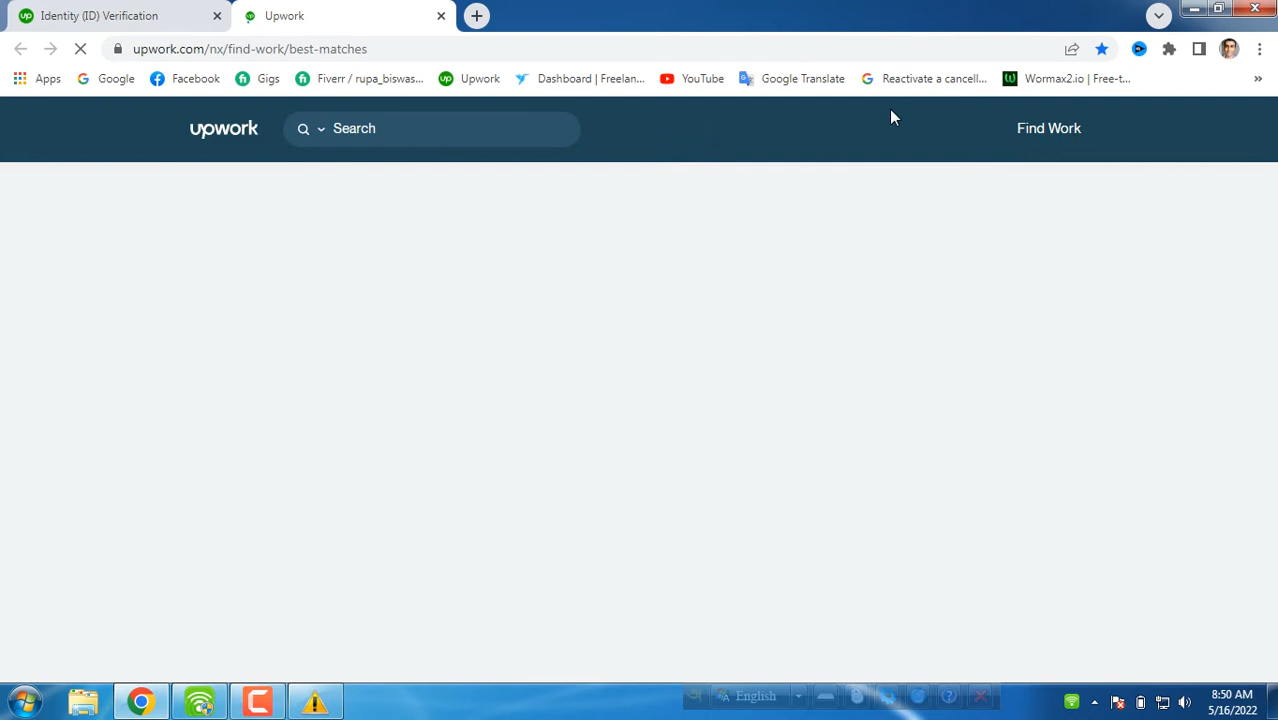 Identity (ID) Verification
Upwork
upwork.com/nx/find-work/best-matches
Apps Google Facebook Gigs Fiverr / rupa_biswas... Upwork Dashboard | Freelan... YouTube Google Translate Reactivate a cancell... Wormax2.io | Free-t... »
upwork Search Find Work
English
8:50 AM
5/16/2022